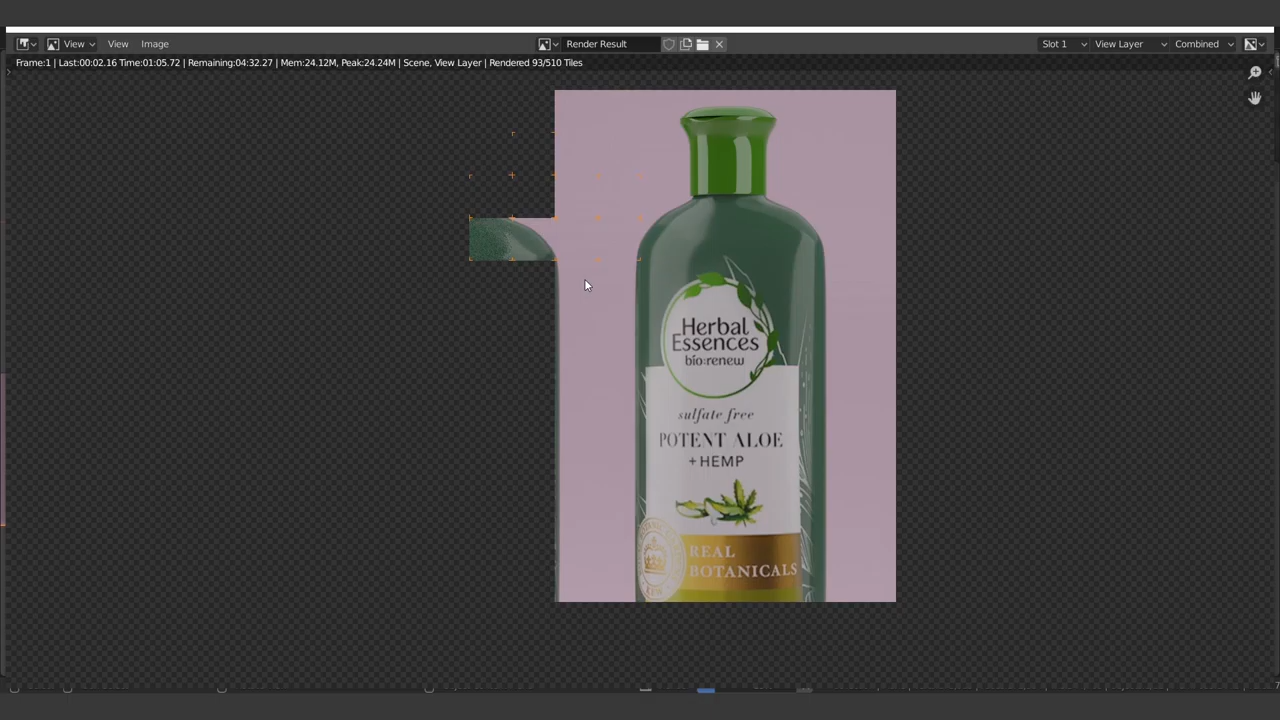 View View Image Render Result Slot 1 View Layer Combined
Frame:1 | Last:00:02.16 Time:01:05.72 | Remaining:04:32.27 | Mem:24.12M, Peak:24.24M | Scene, View Layer | Rendered 93/510 Tiles
Herbal
Essences
bio:renew
sulfate free
POTENT ALOE
+HEMP
REAL
BOTANICALS
KEW